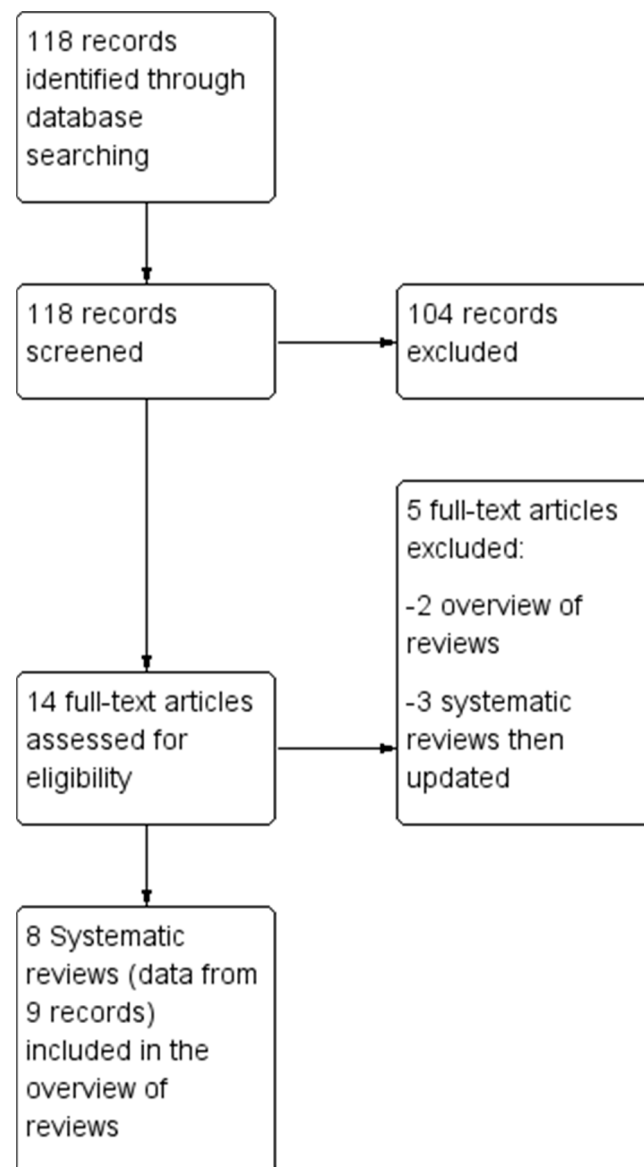 118 records
identified through
database
searching
118 records
screened
104 records
excluded
5 full-text articles
excluded:
-2 overview of
reviews
-3 systematic
reviews then
updated
14 full-text articles
assessed for
eligibility
8 Systematic
reviews (data from
9 records)
included in the
overview of
reviews